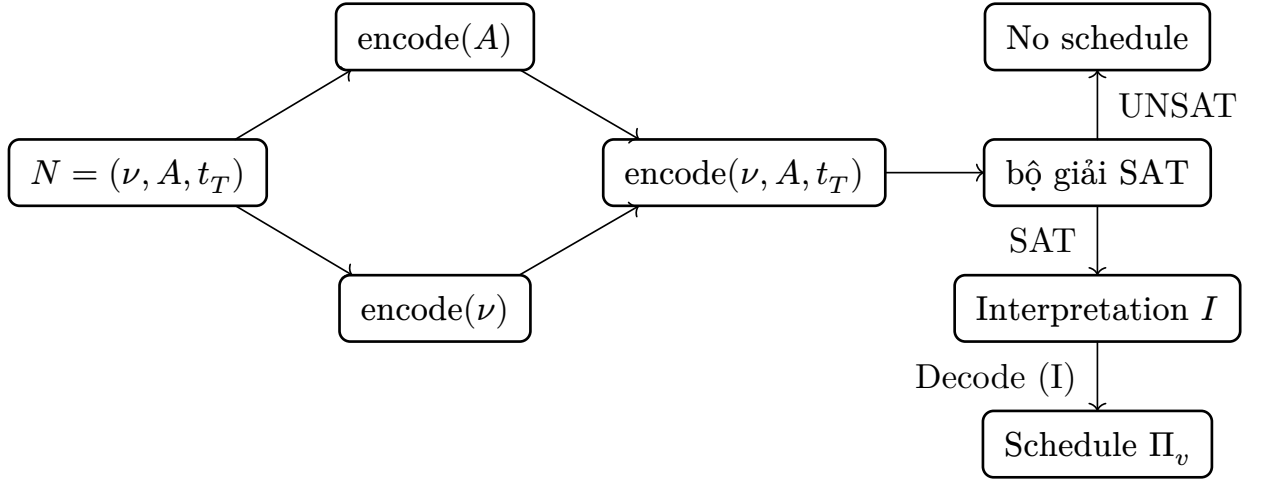 encode(A)
No schedule
UNSAT
N = (ν, A, t_T)
encode(ν, A, t_T)
bộ giải SAT
SAT
encode(ν)
Interpretation I
Decode (I)
Schedule Π_v